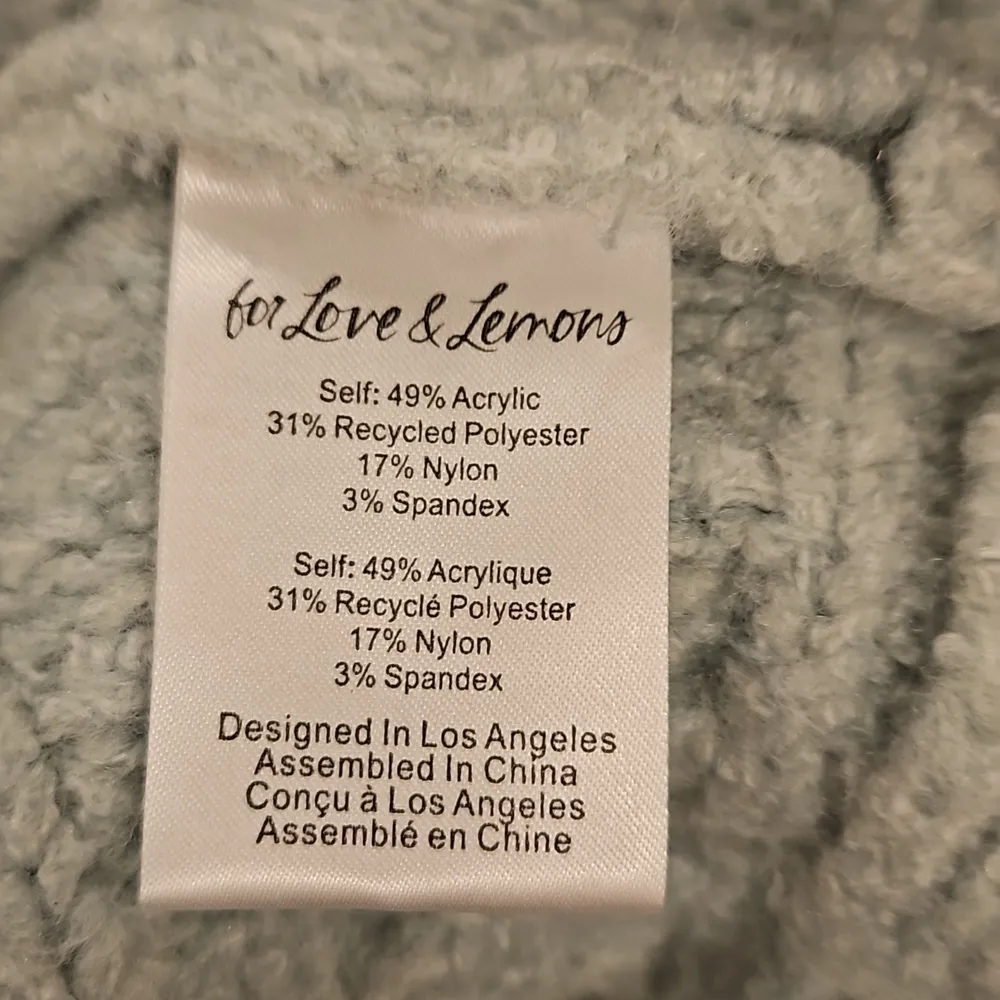 for Love & Lemons
Self: 49% Acrylic
31% Recycled Polyester
17% Nylon
3% Spandex
Self: 49% Acrylique
31% Recyclé Polyester
17% Nylon
3% Spandex
Designed In Los Angeles
Assembled In China
Conçu à Los Angeles
Assemblé en Chine